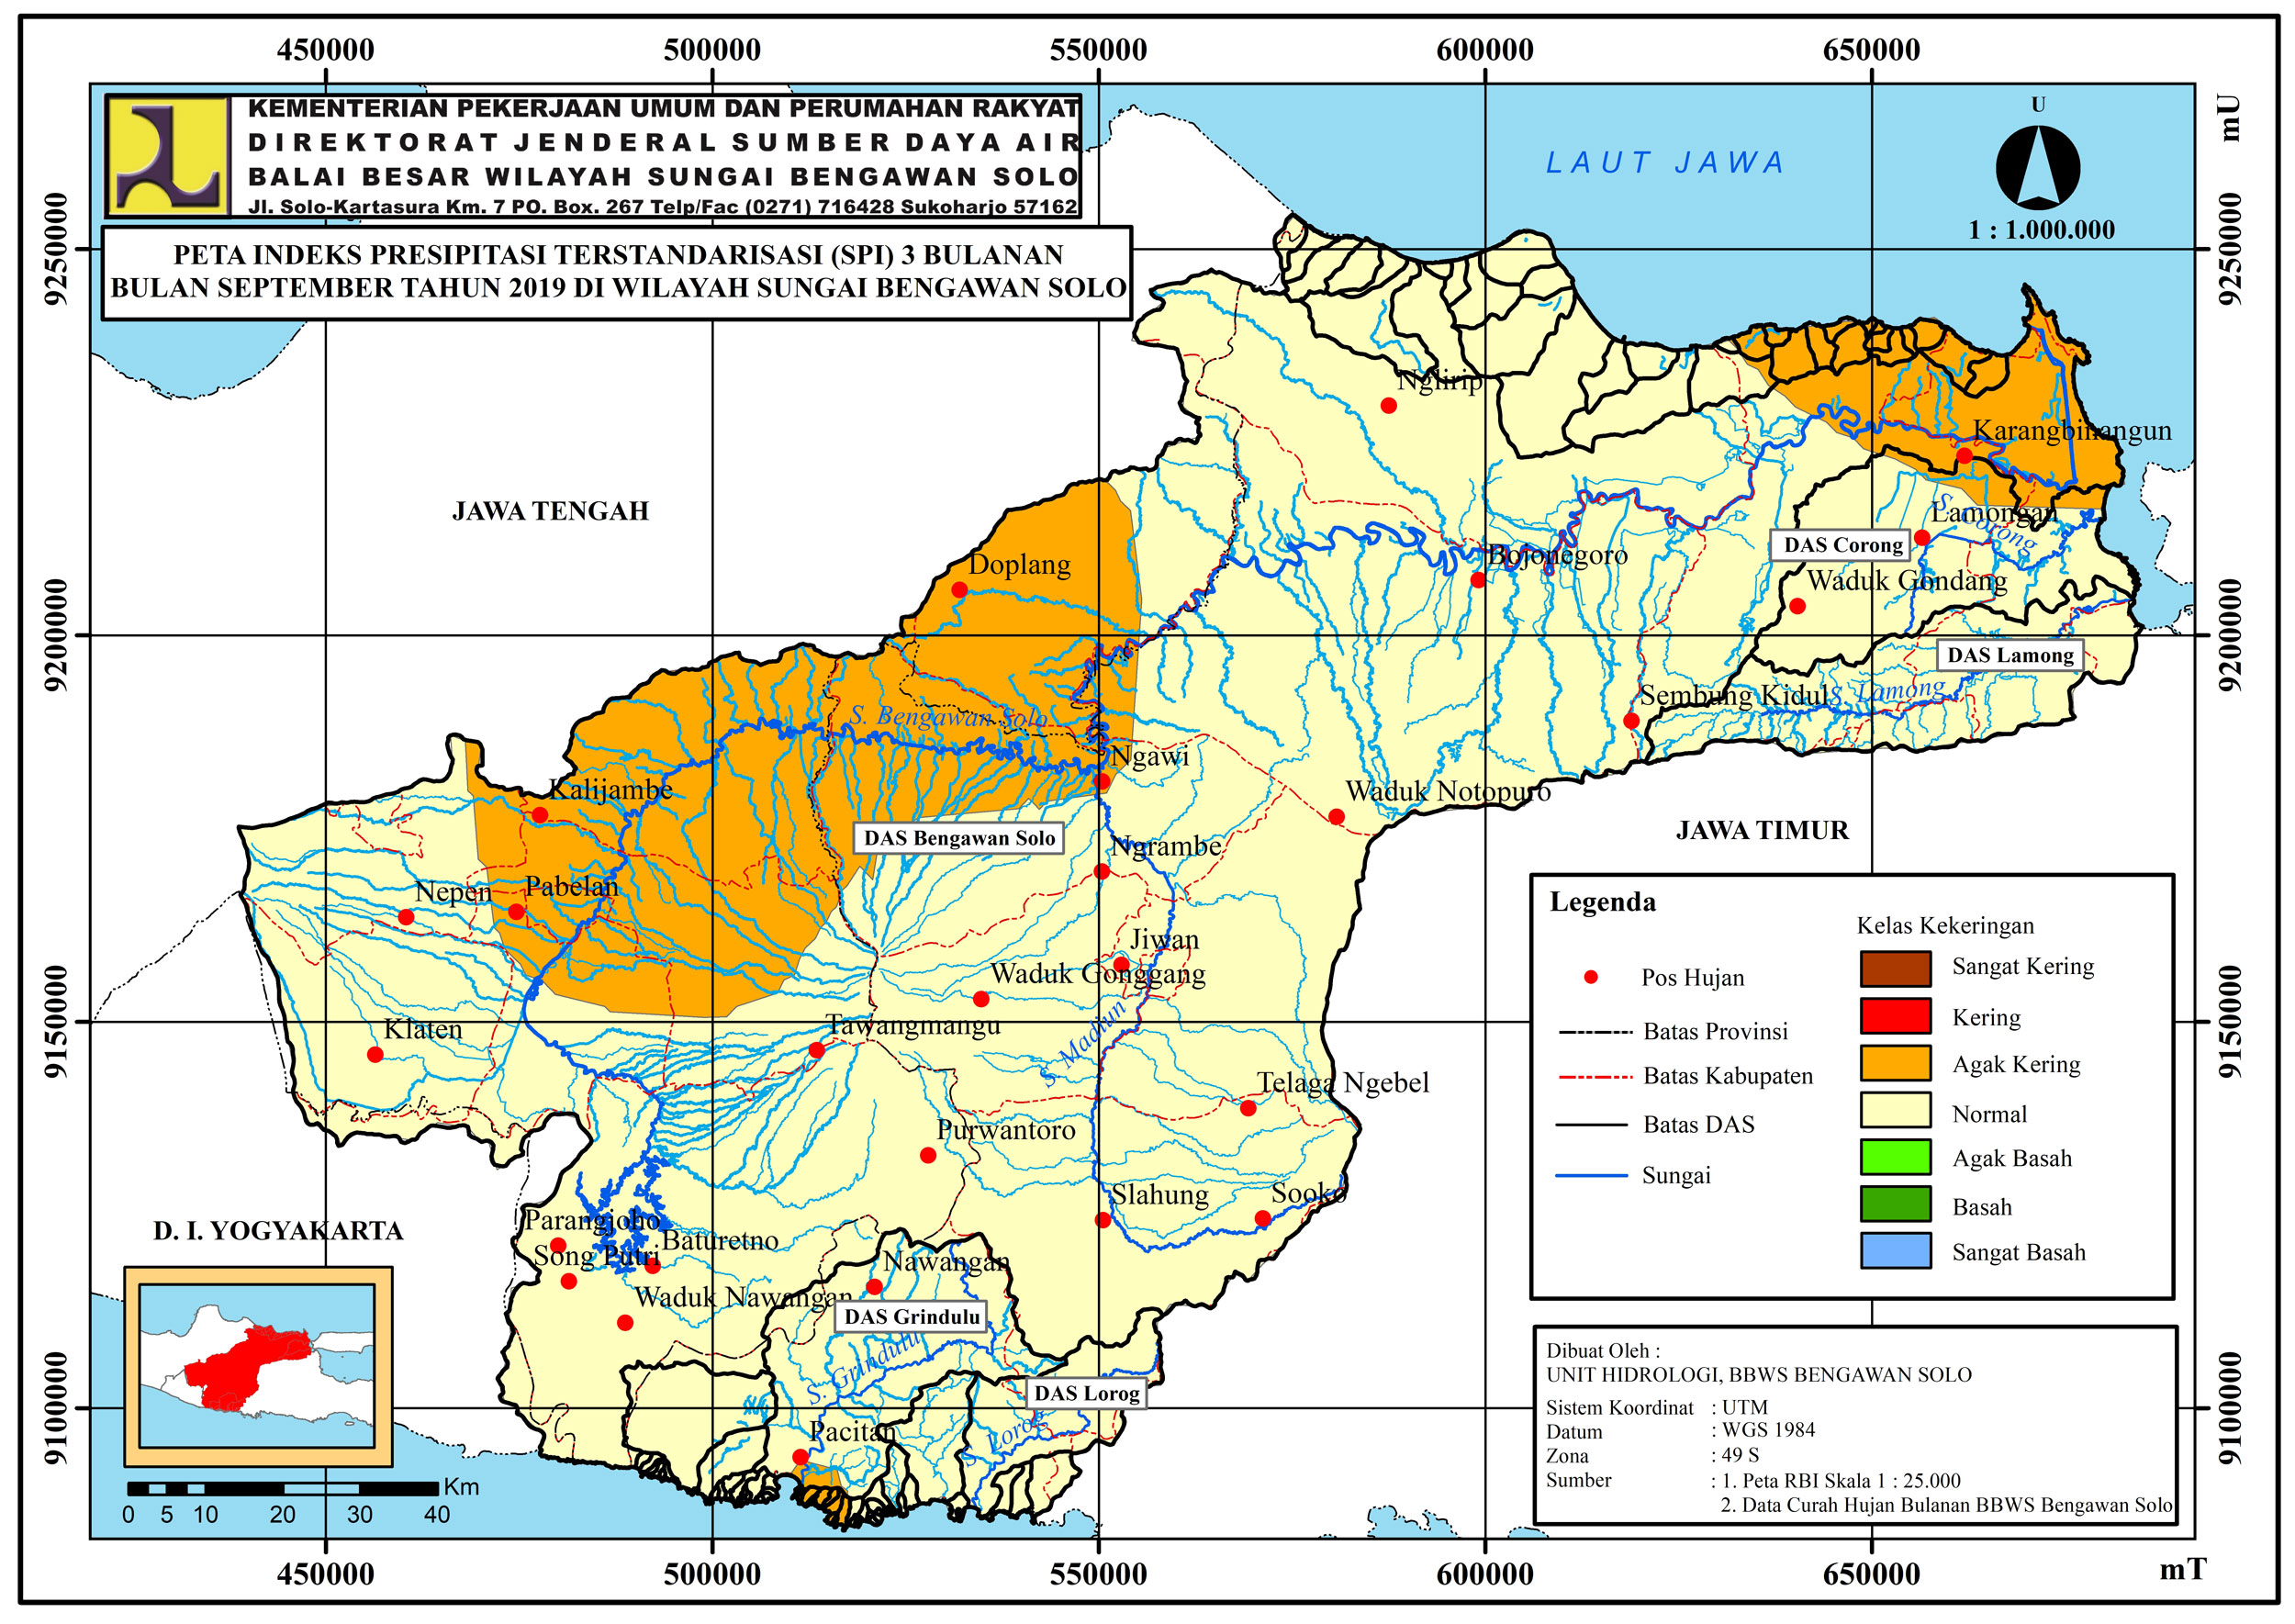 450000 500000 550000 600000 650000
KEMENTERIAN PEKERJAAN UMUM DAN PERUMAHAN RAKYAT
DIREKTORAT JENDERAL SUMBER DAYA AIR
BALAI BESAR WILAYAH SUNGAI BENGAWAN SOLO
Jl. Solo-Kartasura Km. 7 PO. Box. 267 Telp/Fac (0271) 716428 Sukoharjo 57162
PETA INDEKS PRESIPITASI TERSTANDARISASI (SPI) 3 BULANAN
BULAN SEPTEMBER TAHUN 2019 DI WILAYAH SUNGAI BENGAWAN SOLO
LAUT JAWA
U
1 : 1.000.000
mU
9250000 9250000
9200000 9200000
9150000 9150000
9100000 9100000
Nglirip
Karangbinangun
JAWA TENGAH
Lamongan
S. Corong
DAS Corong
Doplang
Bojonegoro
Waduk Gondang
DAS Lamong
Sembung Kidul
S. Lamong
S. Bengawan Solo
Ngawi
Kalijambe
Waduk Notopuro
JAWA TIMUR
DAS Bengawan Solo
Ngrambe
Nepen
Pabelan
Jiwan
Waduk Gonggang
Klaten
Tawangmangu
S. Madiun
Telaga Ngebel
Purwantoro
Slahung
Sooko
Parangjoho
Baturetno
Song Putri
Nawangan
Waduk Nawangan
DAS Grindulu
S. Grindulu
DAS Lorog
S. Lorog
Pacitan
D. I. YOGYAKARTA
Km
0 5 10 20 30 40
Legenda
Pos Hujan
Batas Provinsi
Batas Kabupaten
Batas DAS
Sungai
Kelas Kekeringan
Sangat Kering
Kering
Agak Kering
Normal
Agak Basah
Basah
Sangat Basah
Dibuat Oleh :
UNIT HIDROLOGI, BBWS BENGAWAN SOLO
Sistem Koordinat : UTM
Datum : WGS 1984
Zona : 49 S
Sumber : 1. Peta RBI Skala 1 : 25.000
2. Data Curah Hujan Bulanan BBWS Bengawan Solo
450000 500000 550000 600000 650000
mT